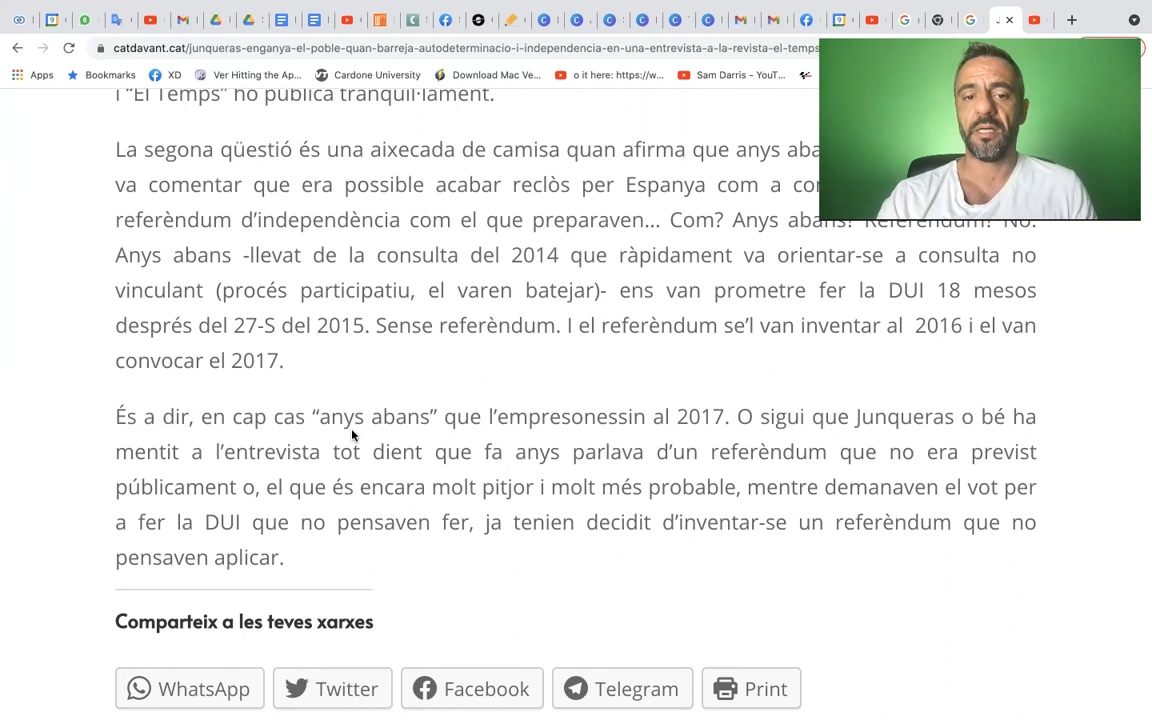 catdavant.cat/junqueras-enganya-el-poble-quan-barreja-autodeterminacio-i-independencia-en-una-entrevista-a-la-revista-el-temps
Apps Bookmarks XD Ver Hitting the Ap... Cardone University Download Mac Ve... o it here: https://w... Sam Darris - YouT...
i “El Temps” ho publica tranquil·lament.
La segona qüestió és una aixecada de camisa quan afirma que anys aba
va comentar que era possible acabar reclòs per Espanya com a co
referèndum d’independència com el que preparaven... Com? Anys abans? Referèndum? No.
Anys abans -llevat de la consulta del 2014 que ràpidament va orientar-se a consulta no
vinculant (procés participatiu, el varen batejar)- ens van prometre fer la DUI 18 mesos
després del 27-S del 2015. Sense referèndum. I el referèndum se’l van inventar al 2016 i el van
convocar el 2017.
És a dir, en cap cas “anys abans” que l’empresonessin al 2017. O sigui que Junqueras o bé ha
mentit a l’entrevista tot dient que fa anys parlava d’un referèndum que no era previst
públicament o, el que és encara molt pitjor i molt més probable, mentre demanaven el vot per
a fer la DUI que no pensaven fer, ja tenien decidit d’inventar-se un referèndum que no
pensaven aplicar.
Comparteix a les teves xarxes
WhatsApp Twitter Facebook Telegram Print